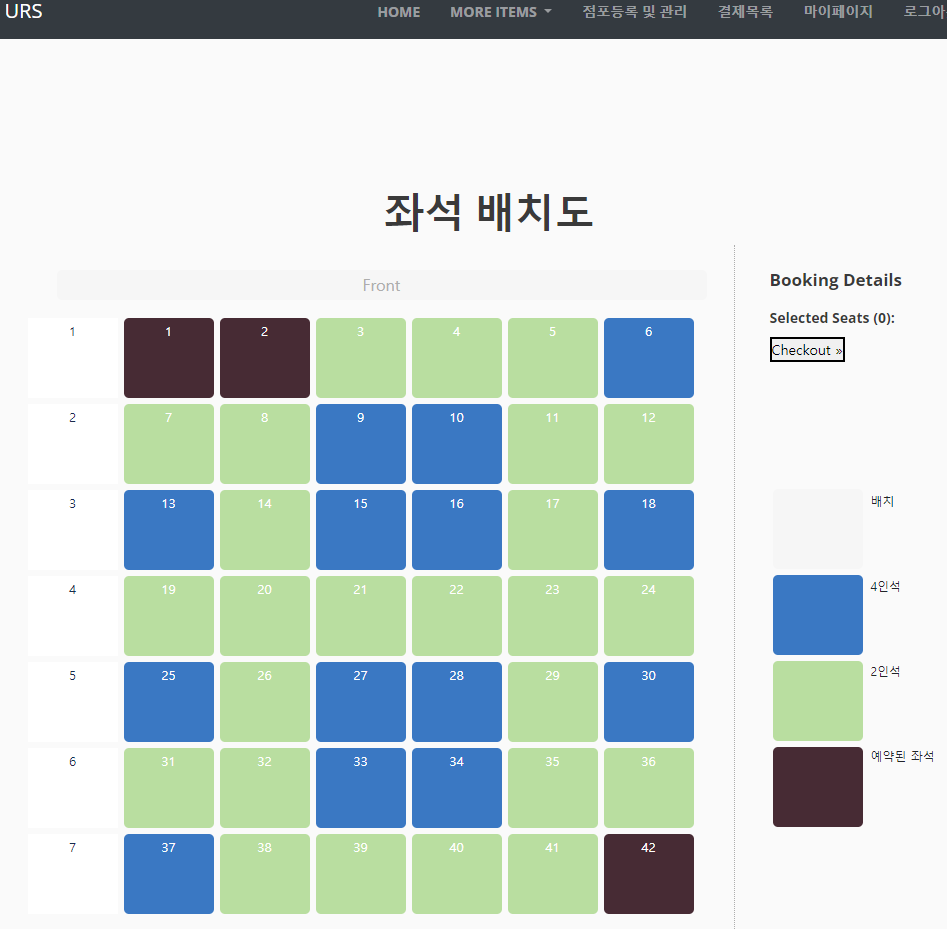 URS HOME MORE ITEMS 점포등록 및 관리 결제목록 마이페이지 로그아
좌석 배치도
Front
1 1 2 3 4 5 6
2 7 8 9 10 11 12
3 13 14 15 16 17 18
4 19 20 21 22 23 24
5 25 26 27 28 29 30
6 31 32 33 34 35 36
7 37 38 39 40 41 42
Booking Details
Selected Seats (0):
Checkout »
배치
4인석
2인석
예약된 좌석